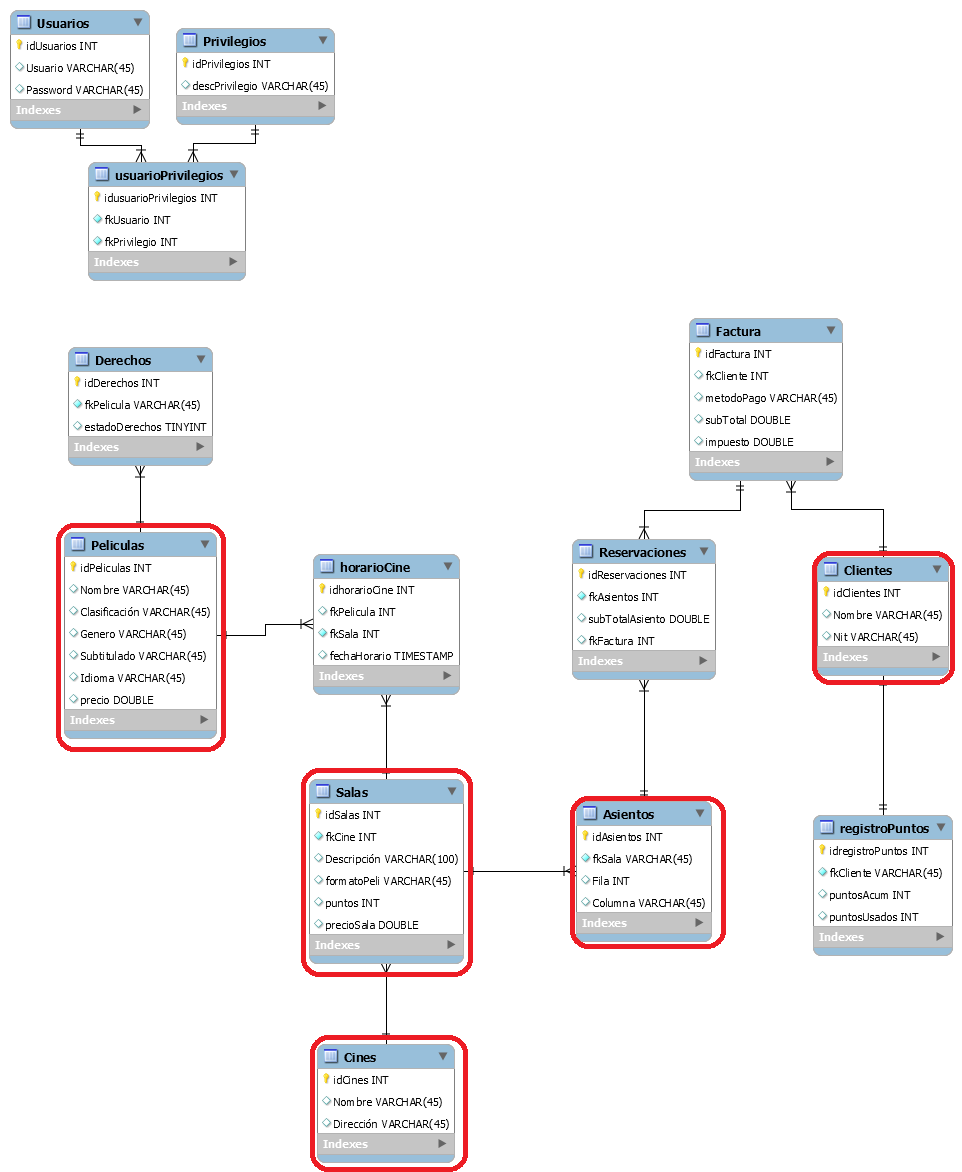 Usuarios
idUsuarios INT
Usuario VARCHAR(45)
Password VARCHAR(45)
Indexes
Privilegios
idPrivilegios INT
descPrivilegio VARCHAR(45)
Indexes
usuarioPrivilegios
idusuarioPrivilegios INT
fkUsuario INT
fkPrivilegio INT
Indexes
Derechos
idDerechos INT
fkPelicula VARCHAR(45)
estadoDerechos TINYINT
Indexes
Factura
idFactura INT
fkCliente INT
metodoPago VARCHAR(45)
subTotal DOUBLE
impuesto DOUBLE
Indexes
Peliculas
idPeliculas INT
Nombre VARCHAR(45)
Clasificación VARCHAR(45)
Genero VARCHAR(45)
Subtitulado VARCHAR(45)
Idioma VARCHAR(45)
precio DOUBLE
Indexes
horarioCine
idhorarioCine INT
fkPelicula INT
fkSala INT
fechaHorario TIMESTAMP
Indexes
Reservaciones
idReservaciones INT
fkAsientos INT
subTotalAsiento DOUBLE
fkFactura INT
Indexes
Clientes
idClientes INT
Nombre VARCHAR(45)
Nit VARCHAR(45)
Indexes
Salas
idSalas INT
fkCine INT
Descripción VARCHAR(100)
formatoPeli VARCHAR(45)
puntos INT
precioSala DOUBLE
Indexes
Asientos
idAsientos INT
fkSala VARCHAR(45)
Fila INT
Columna VARCHAR(45)
Indexes
registroPuntos
idregistroPuntos INT
fkCliente VARCHAR(45)
puntosAcum INT
puntosUsados INT
Indexes
Cines
idCines INT
Nombre VARCHAR(45)
Dirección VARCHAR(45)
Indexes